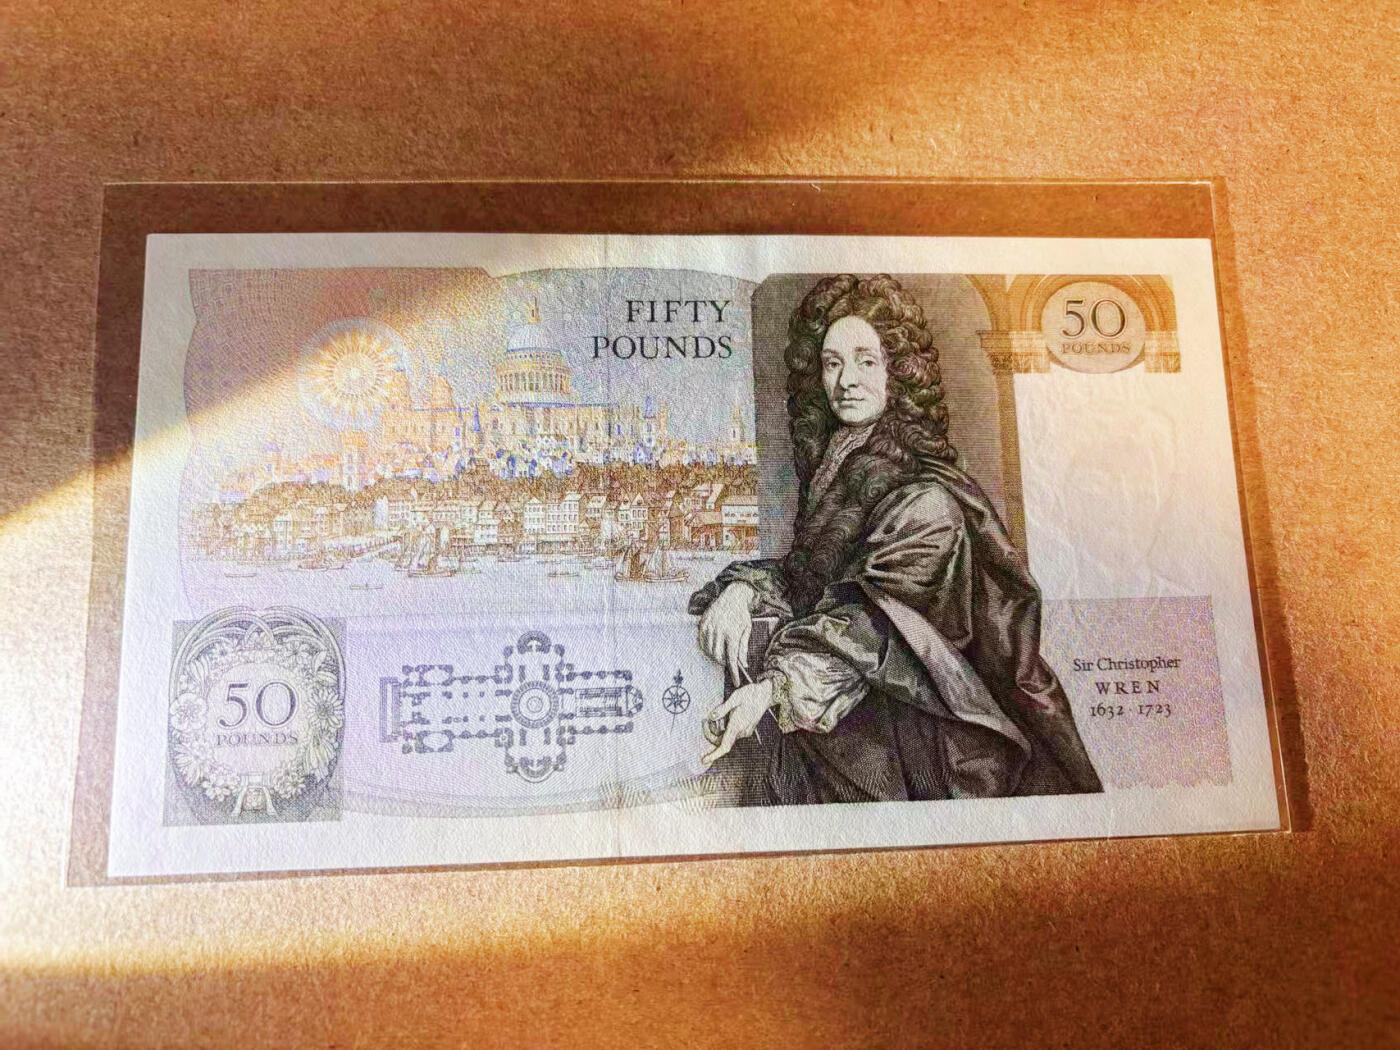 FIFTY
POUNDS
50
POUNDS
50
POUNDS
Sir Christopher
WREN
1632 · 1723